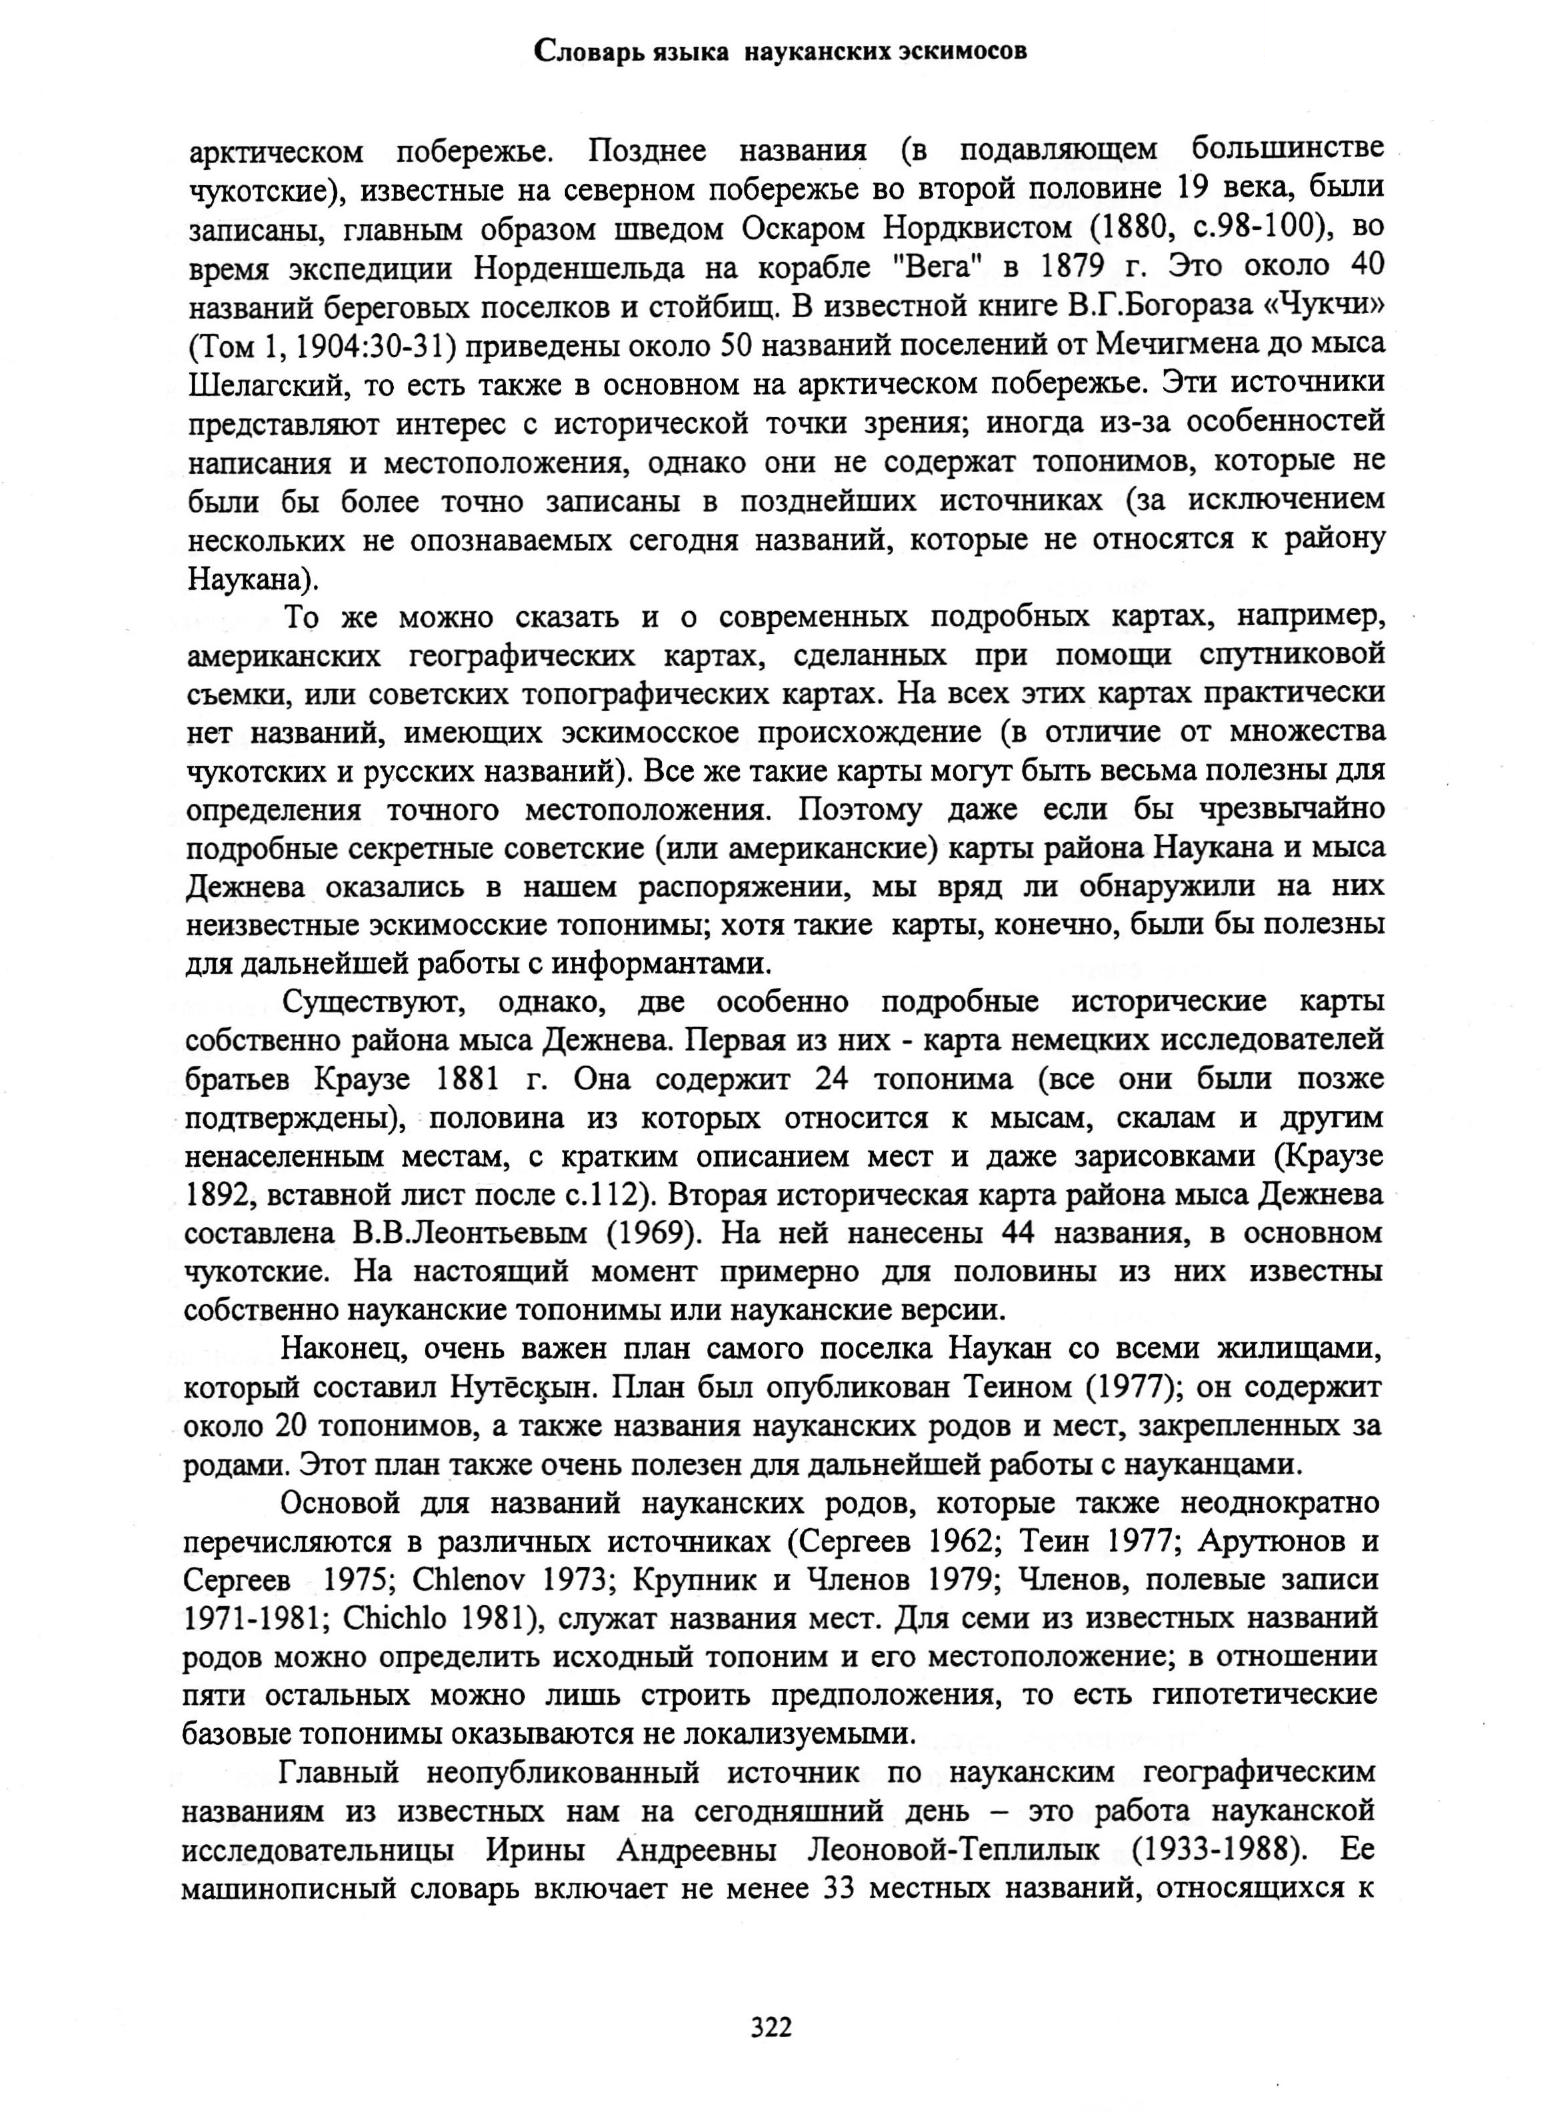 Словарь языка науканских эскимосов
арктическом побережье. Позднее названия (в подавляющем большинстве
чукотские), известные на северном побережье во второй половине 19 века, были
записаны, главным образом шведом Оскаром Нордквистом (1880, с.98-100), во
время экспедиции Норденшельда на корабле "Вега" в 1879 г. Это около 40
названий береговых поселков и стойбищ. В известной книге В.Г.Богораза «Чукчи»
(Том 1, 1904:30-31) приведены около 50 названий поселений от Мечигмена до мыса
Шелагский, то есть также в основном на арктическом побережье. Эти источники
представляют интерес с исторической точки зрения; иногда из-за особенностей
написания и местоположения, однако они не содержат топонимов, которые не
были бы более точно записаны в позднейших источниках (за исключением
нескольких не опознаваемых сегодня названий, которые не относятся к району
Наукана).
То же можно сказать и о современных подробных картах, например,
американских географических картах, сделанных при помощи спутниковой
съемки, или советских топографических картах. На всех этих картах практически
нет названий, имеющих эскимосское происхождение (в отличие от множества
чукотских и русских названий). Все же такие карты могут быть весьма полезны для
определения точного местоположения. Поэтому даже если бы чрезвычайно
подробные секретные советские (или американские) карты района Наукана и мыса
Дежнева оказались в нашем распоряжении, мы вряд ли обнаружили на них
неизвестные эскимосские топонимы; хотя такие карты, конечно, были бы полезны
для дальнейшей работы с информантами.
Существуют, однако, две особенно подробные исторические карты
собственно района мыса Дежнева. Первая из них - карта немецких исследователей
братьев Краузе 1881 г. Она содержит 24 топонима (все они были позже
подтверждены), половина из которых относится к мысам, скалам и другим
ненаселенным местам, с кратким описанием мест и даже зарисовками (Краузе
1892, вставной лист после с.112). Вторая историческая карта района мыса Дежнева
составлена В.В.Леонтьевым (1969). На ней нанесены 44 названия, в основном
чукотские. На настоящий момент примерно для половины из них известны
собственно науканские топонимы или науканские версии.
Наконец, очень важен план самого поселка Наукан со всеми жилищами,
который составил Нутēсӄын. План был опубликован Теином (1977); он содержит
около 20 топонимов, а также названия науканских родов и мест, закрепленных за
родами. Этот план также очень полезен для дальнейшей работы с науканцами.
Основой для названий науканских родов, которые также неоднократно
перечисляются в различных источниках (Сергеев 1962; Теин 1977; Арутюнов и
Сергеев 1975; Chlenov 1973; Крупник и Членов 1979; Членов, полевые записи
1971-1981; Chichlo 1981), служат названия мест. Для семи из известных названий
родов можно определить исходный топоним и его местоположение; в отношении
пяти остальных можно лишь строить предположения, то есть гипотетические
базовые топонимы оказываются не локализуемыми.
Главный неопубликованный источник по науканским географическим
названиям из известных нам на сегодняшний день – это работа науканской
исследовательницы Ирины Андреевны Леоновой-Теплилык (1933-1988). Ее
машинописный словарь включает не менее 33 местных названий, относящихся к
322